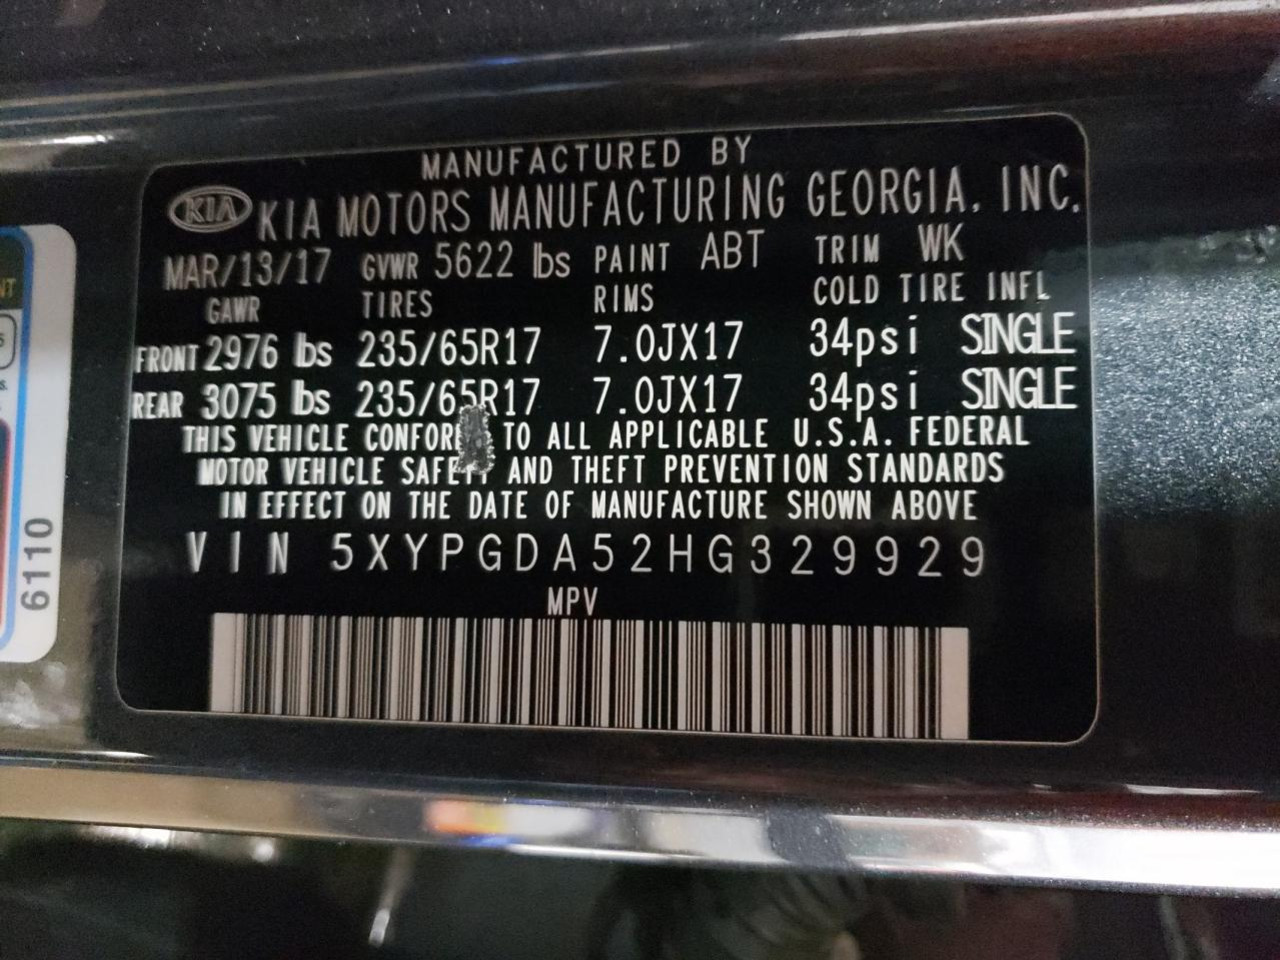 MANUFACTURED BY
KIA KIA MOTORS MANUFACTURING GEORGIA, INC.
MAR/13/17 GVWR 5622 lbs PAINT ABT TRIM WK
GAWR TIRES RIMS COLD TIRE INFL
FRONT 2976 lbs 235/65R17 7.0JX17 34psi SINGLE
REAR 3075 lbs 235/65R17 7.0JX17 34psi SINGLE
THIS VEHICLE TO ALL APPLICABLE U.S.A. FEDERAL
MOTOR VEHICLE SAFETY AND THEFT PREVENTION STANDARDS
IN EFFECT ON THE DATE OF MANUFACTURE SHOWN ABOVE
VIN 5XYPGDA52HG329929
MPV
6110